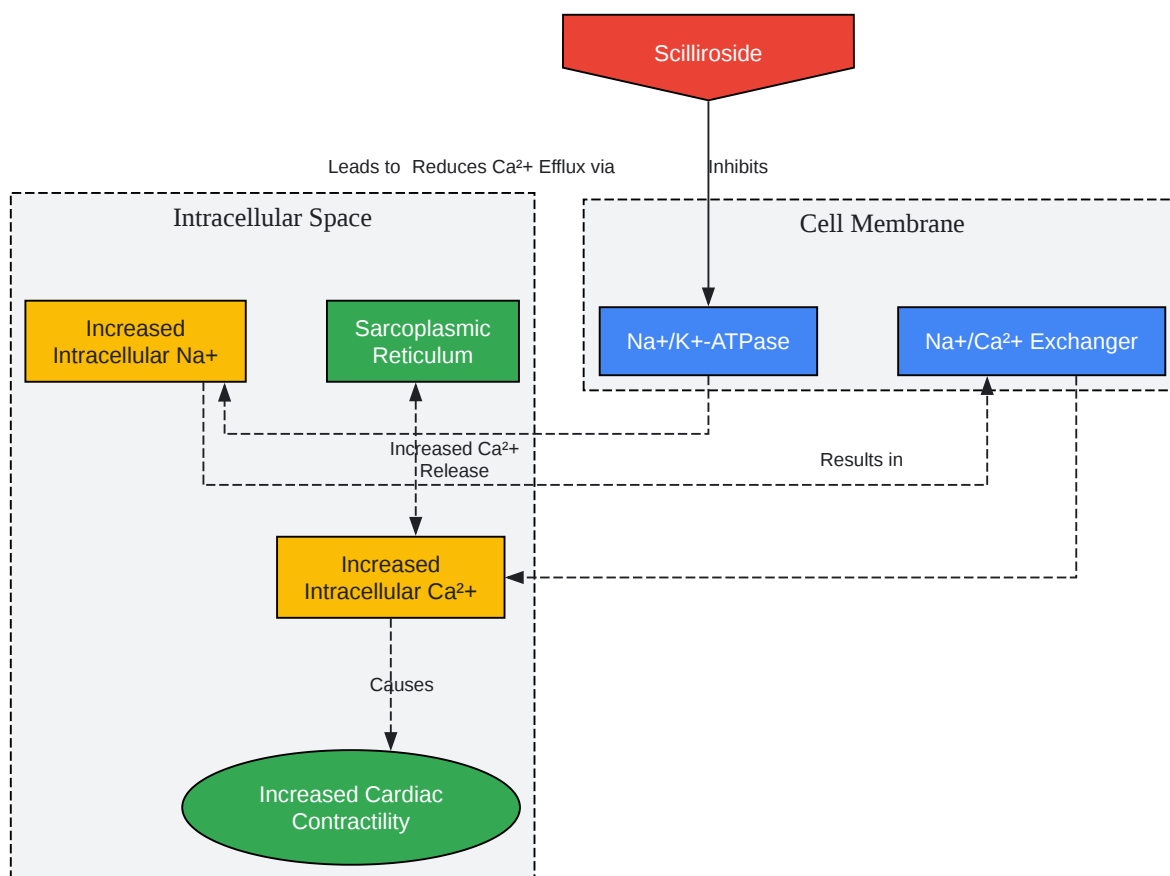 Scilliroside
Leads to Reduces Ca²+ Efflux via
Inhibits
Intracellular Space
Cell Membrane
Increased
Intracellular Na+
Sarcoplasmic
Reticulum
Na+/K+-ATPase
Na+/Ca²+ Exchanger
Increased Ca²+
Release
Results in
Increased
Intracellular Ca²+
Causes
Increased Cardiac
Contractility